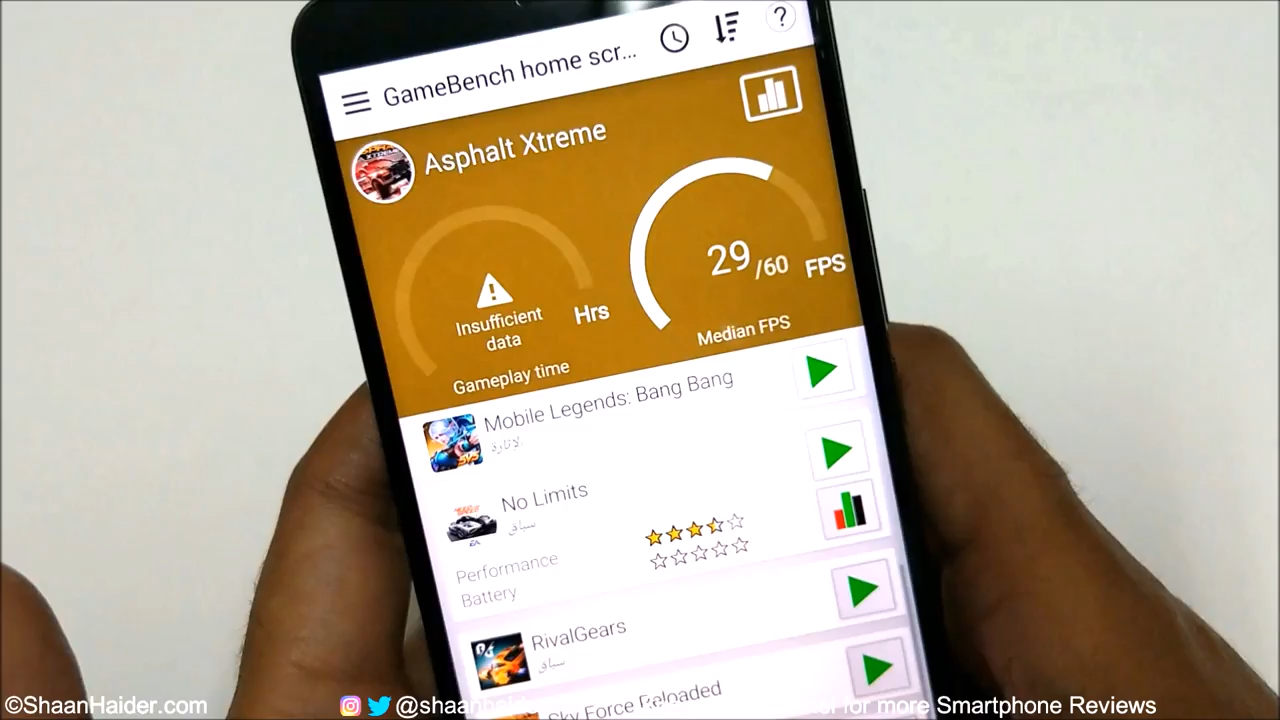 GameBench home scr...
?
Asphalt Xtreme
29/60 FPS
Insufficient
data
Hrs
Median FPS
Gameplay time
Mobile Legends: Bang Bang
No Limits
سباق
Performance
Battery
RivalGears
سباق
Sky Force Reloaded
©ShaanHaider.com
@shaanhaider
for more Smartphone Reviews